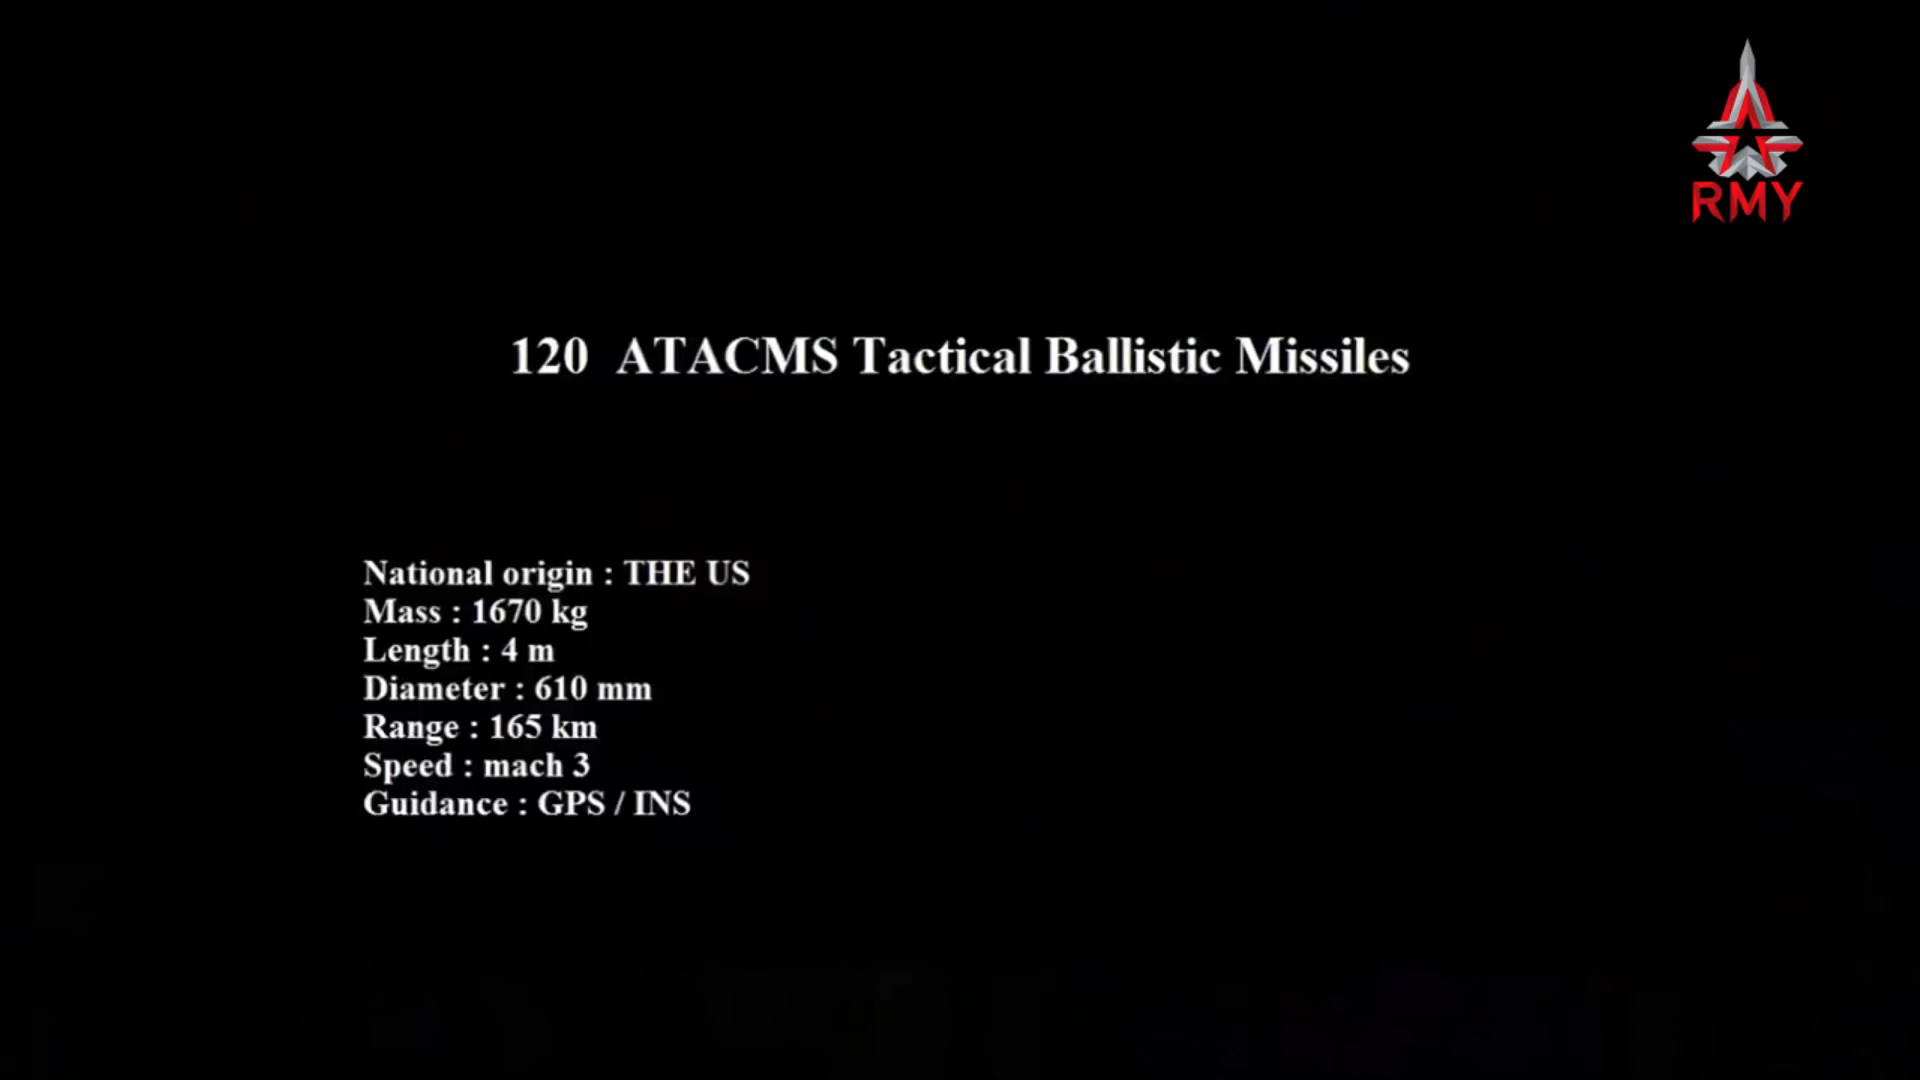 RMY
120 ATACMS Tactical Ballistic Missiles
National origin : THE US
Mass : 1670 kg
Length : 4 m
Diameter : 610 mm
Range : 165 km
Speed : mach 3
Guidance : GPS / INS